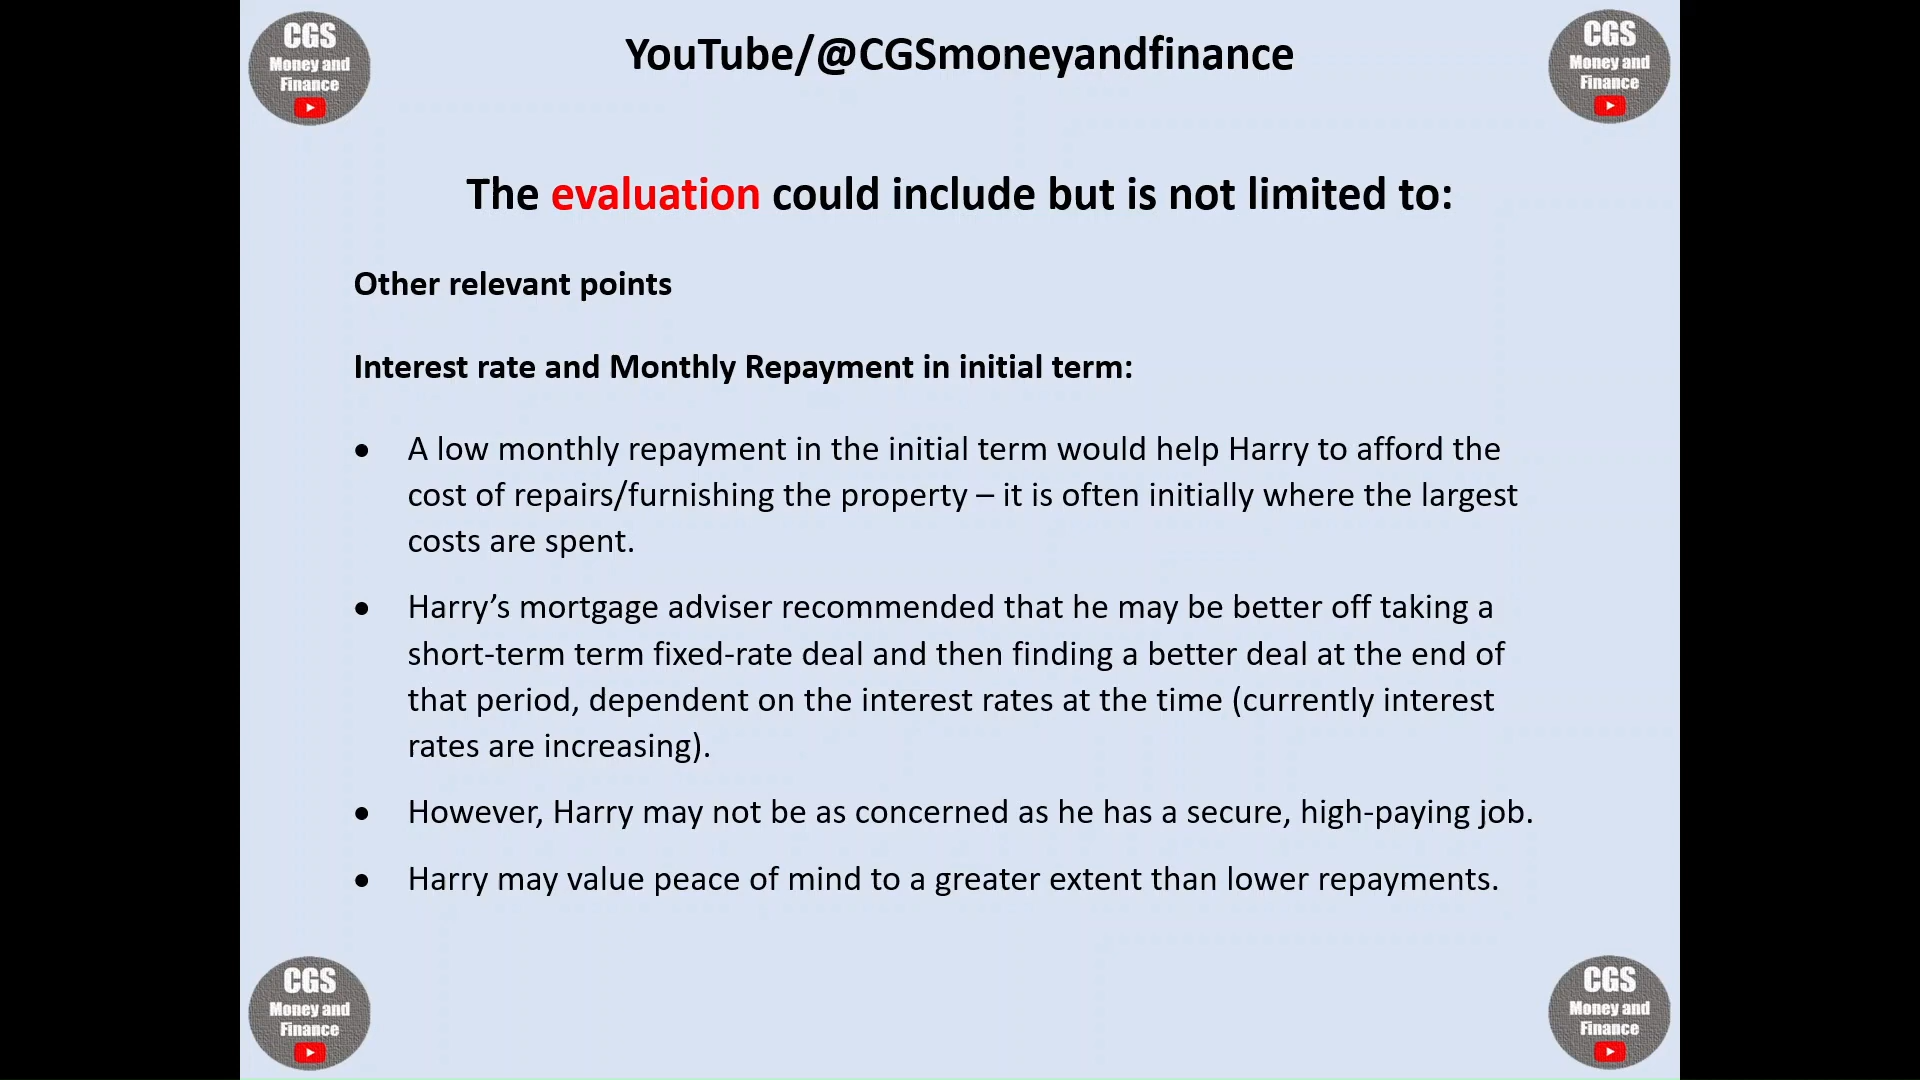 CGS
Money and
Finance
YouTube/@CGSmoneyandfinance
CGS
Money and
Finance
The evaluation could include but is not limited to:
Other relevant points
Interest rate and Monthly Repayment in initial term:
● A low monthly repayment in the initial term would help Harry to afford the
cost of repairs/furnishing the property – it is often initially where the largest
costs are spent.
● Harry’s mortgage adviser recommended that he may be better off taking a
short-term term fixed-rate deal and then finding a better deal at the end of
that period, dependent on the interest rates at the time (currently interest
rates are increasing).
● However, Harry may not be as concerned as he has a secure, high-paying job.
● Harry may value peace of mind to a greater extent than lower repayments.
CGS
Money and
Finance
CGS
Money and
Finance